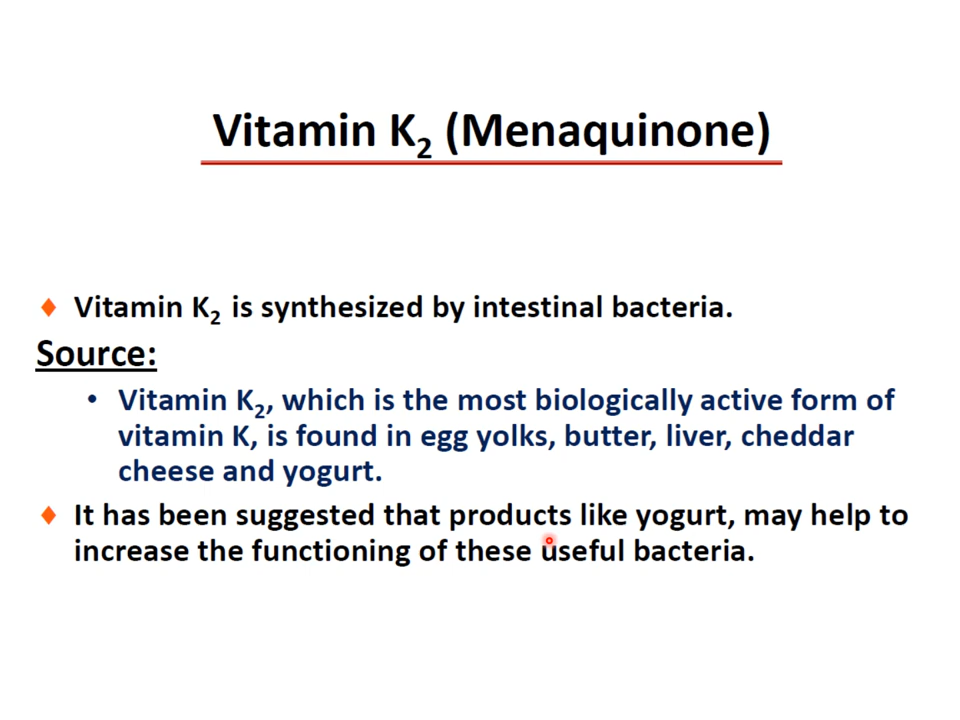 Vitamin K₂ (Menaquinone)
♦ Vitamin K₂ is synthesized by intestinal bacteria.
Source:
• Vitamin K₂, which is the most biologically active form of
vitamin K, is found in egg yolks, butter, liver, cheddar
cheese and yogurt.
♦ It has been suggested that products like yogurt, may help to
increase the functioning of these useful bacteria.